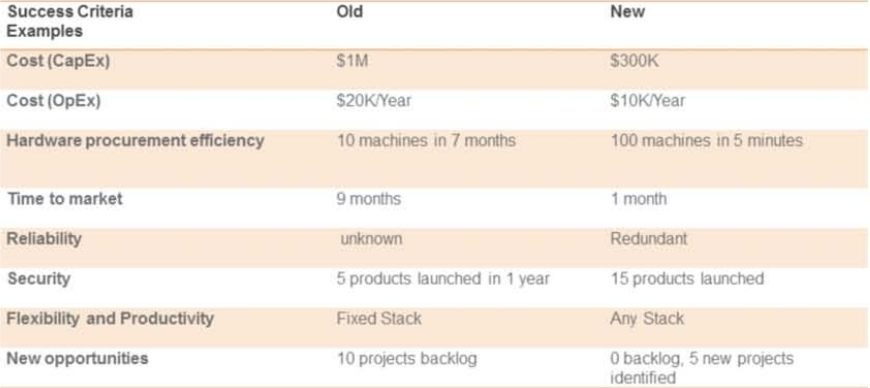 Success Criteria Examples Old New
Cost (CapEx) $1M $300K
Cost (OpEx) $20K/Year $10K/Year
Hardware procurement efficiency 10 machines in 7 months 100 machines in 5 minutes
Time to market 9 months 1 month
Reliability unknown Redundant
Security 5 products launched in 1 year 15 products launched
Flexibility and Productivity Fixed Stack Any Stack
New opportunities 10 projects backlog 0 backlog, 5 new projects identified